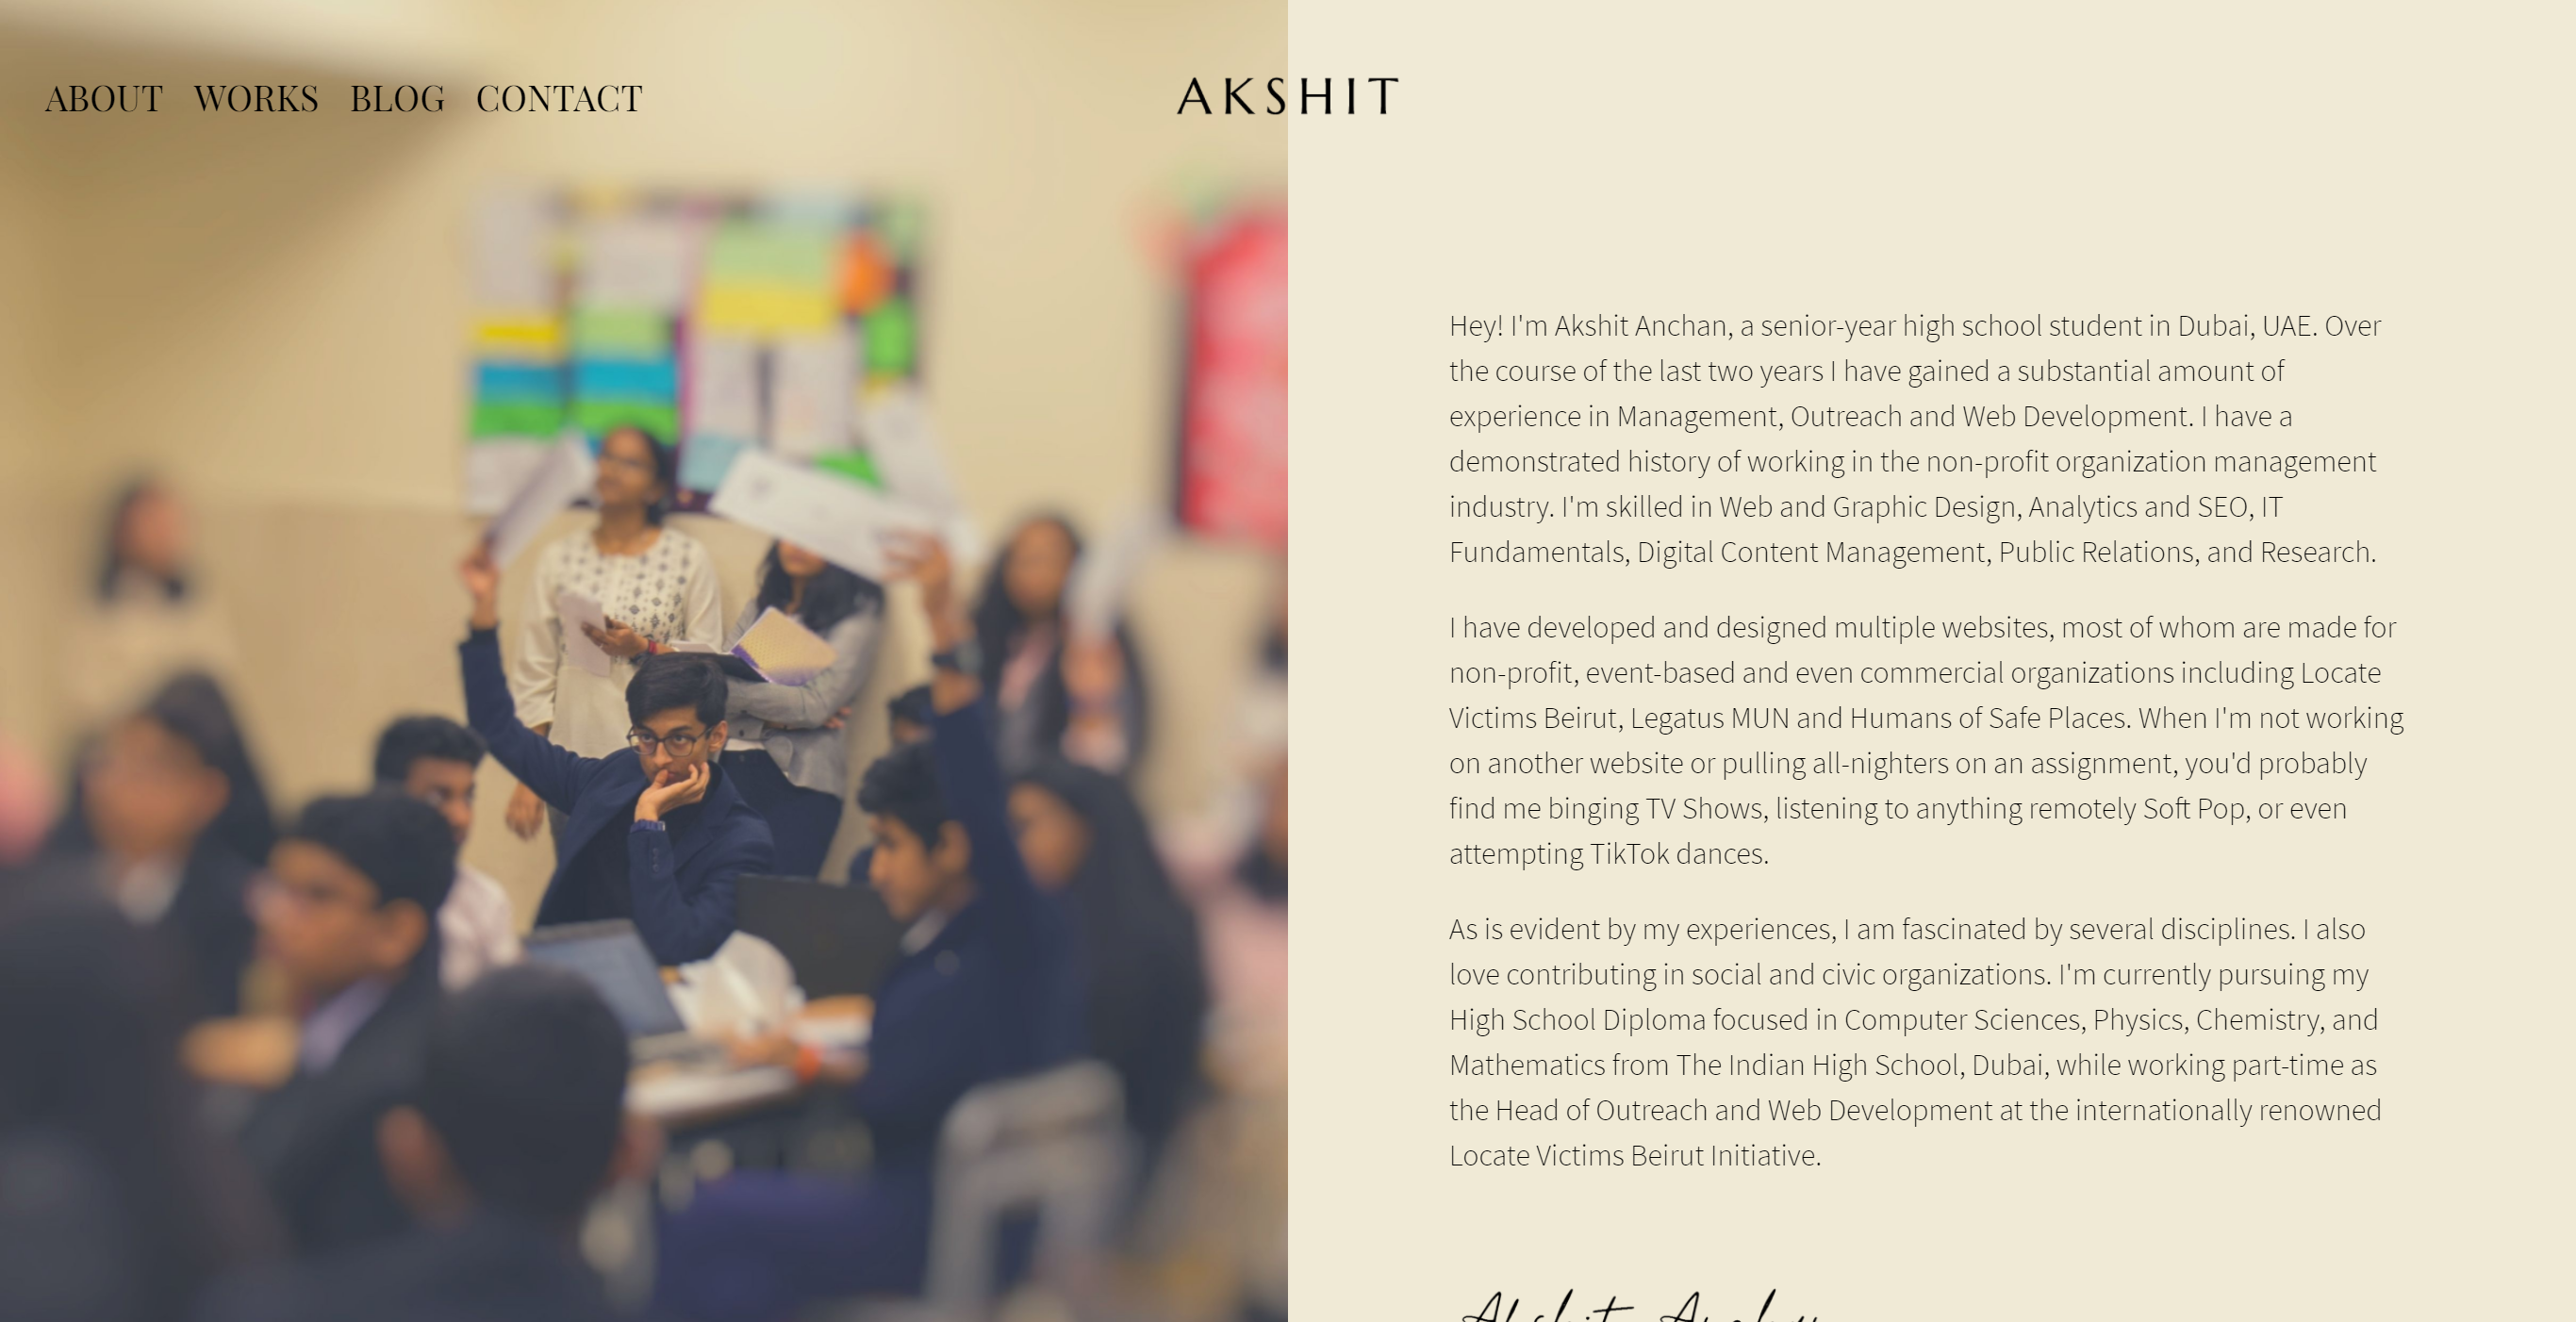 ABOUT WORKS BLOG CONTACT
AKSHIT
Hey! I'm Akshit Anchan, a senior-year high school student in Dubai, UAE. Over
the course of the last two years I have gained a substantial amount of
experience in Management, Outreach and Web Development. I have a
demonstrated history of working in the non-profit organization management
industry. I'm skilled in Web and Graphic Design, Analytics and SEO, IT
Fundamentals, Digital Content Management, Public Relations, and Research.
I have developed and designed multiple websites, most of whom are made for
non-profit, event-based and even commercial organizations including Locate
Victims Beirut, Legatus MUN and Humans of Safe Places. When I'm not working
on another website or pulling all-nighters on an assignment, you'd probably
find me binging TV Shows, listening to anything remotely Soft Pop, or even
attempting TikTok dances.
As is evident by my experiences, I am fascinated by several disciplines. I also
love contributing in social and civic organizations. I'm currently pursuing my
High School Diploma focused in Computer Sciences, Physics, Chemistry, and
Mathematics from The Indian High School, Dubai, while working part-time as
the Head of Outreach and Web Development at the internationally renowned
Locate Victims Beirut Initiative.
Akshit Anchan